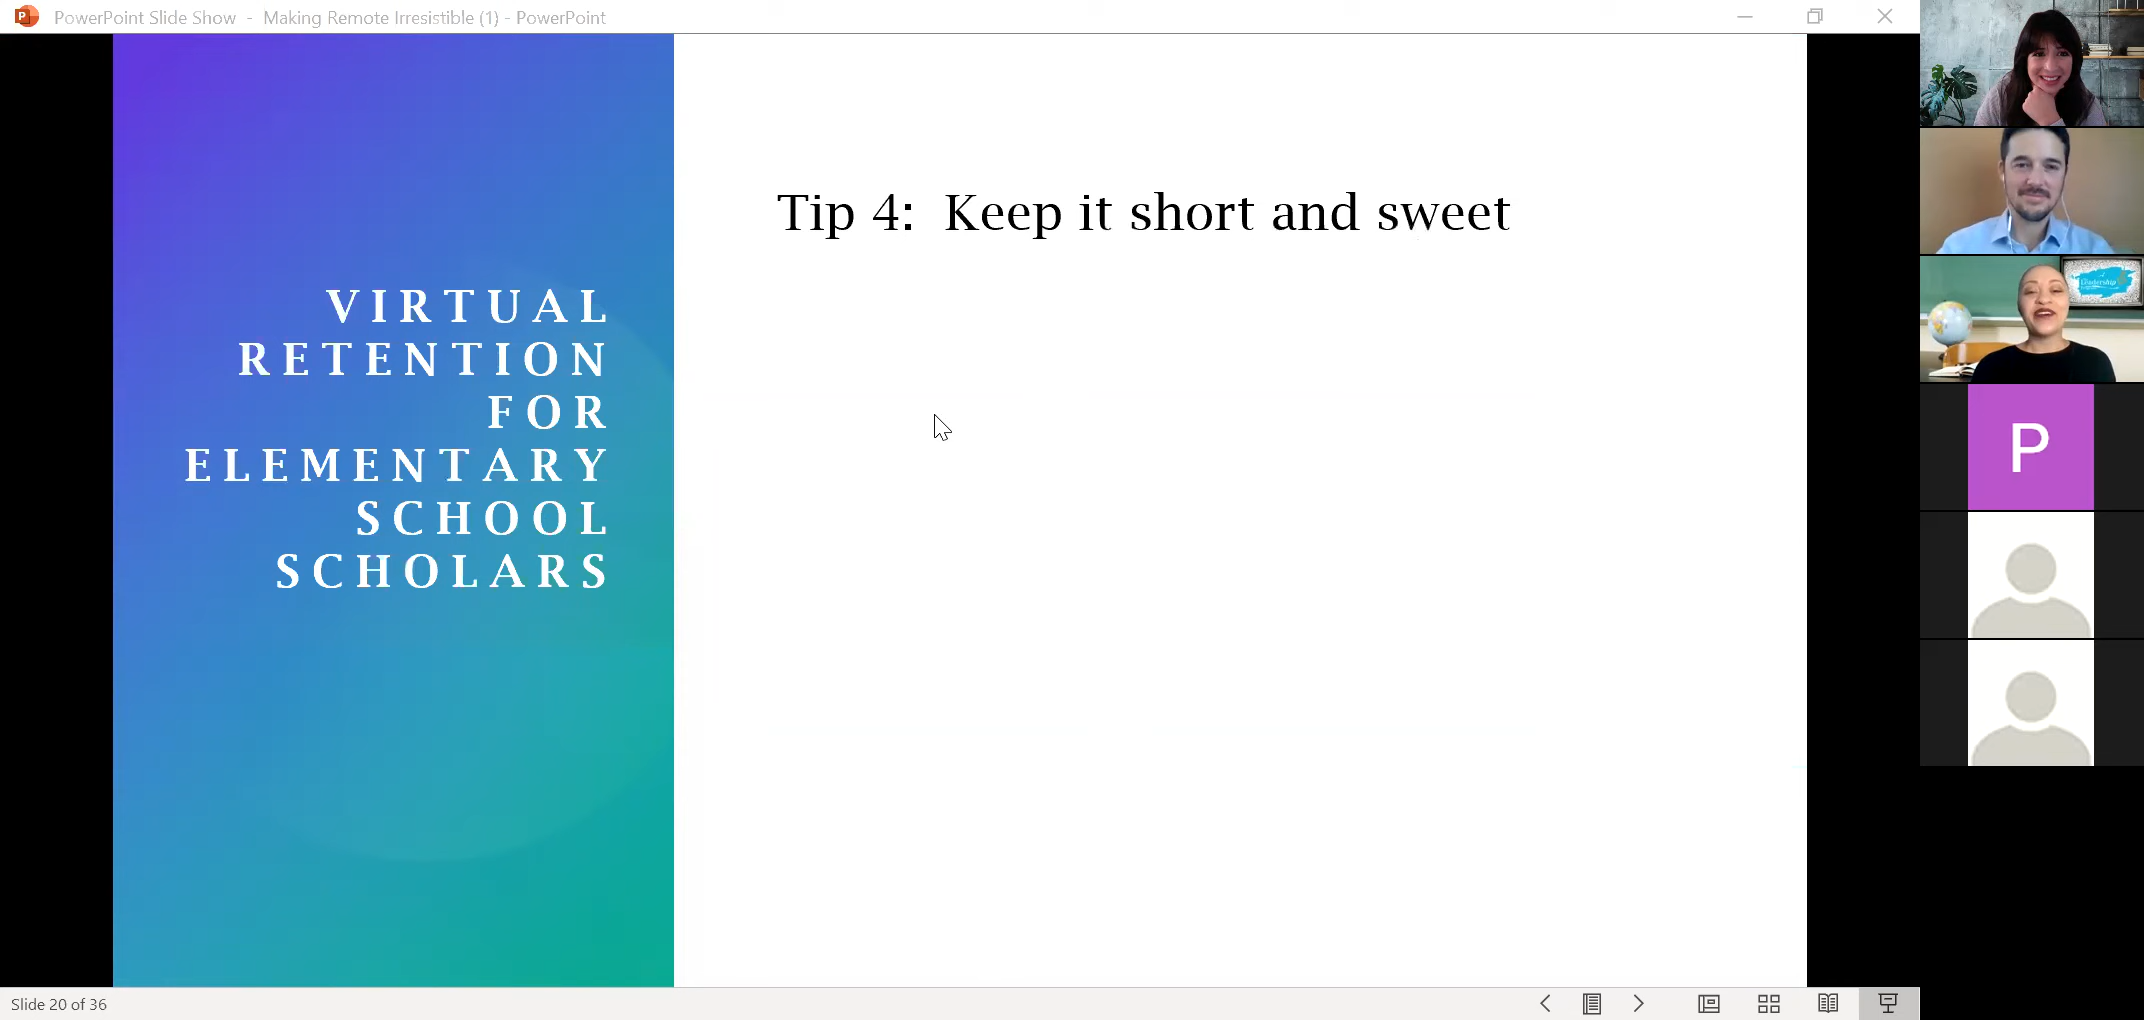 PowerPoint Slide Show - Making Remote Irresistible (1) - PowerPoint
VIRTUAL
RETENTION
FOR
ELEMENTARY
SCHOOL
SCHOLARS
Tip 4: Keep it short and sweet
Leadership
P
Slide 20 of 36